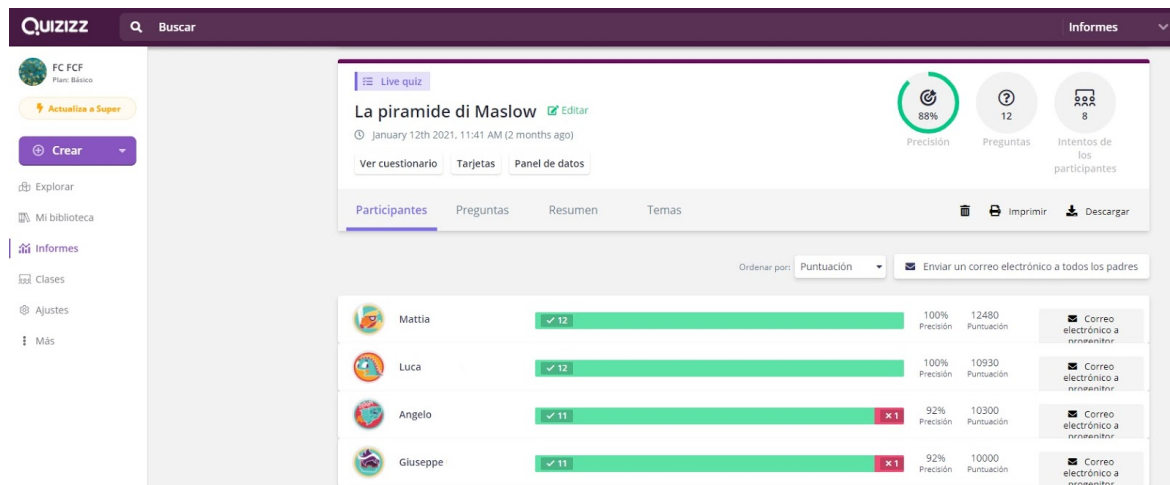 QUIZIZZ
Buscar
Informes
FC FCF
Plan: Básico
Actualiza a Super
Crear
Explorar
Mi biblioteca
Informes
Clases
Ajustes
Más
Live quiz
La piramide di Maslow Editar
January 12th 2021, 11:41 AM (2 months ago)
Ver cuestionario Tarjetas Panel de datos
88%
Precisión
12
Preguntas
8
Intentos de
los
participantes
Participantes Preguntas Resumen Temas
Imprimir Descargar
Ordenar por: Puntuación
Enviar un correo electrónico a todos los padres
Mattia
12
100%
Precisión
12480
Puntuación
Correo
electrónico a
progenitor
Luca
12
100%
Precisión
10930
Puntuación
Correo
electrónico a
progenitor
Angelo
11
1
92%
Precisión
10300
Puntuación
Correo
electrónico a
progenitor
Giuseppe
11
1
92%
Precisión
10000
Puntuación
Correo
electrónico a
progenitor